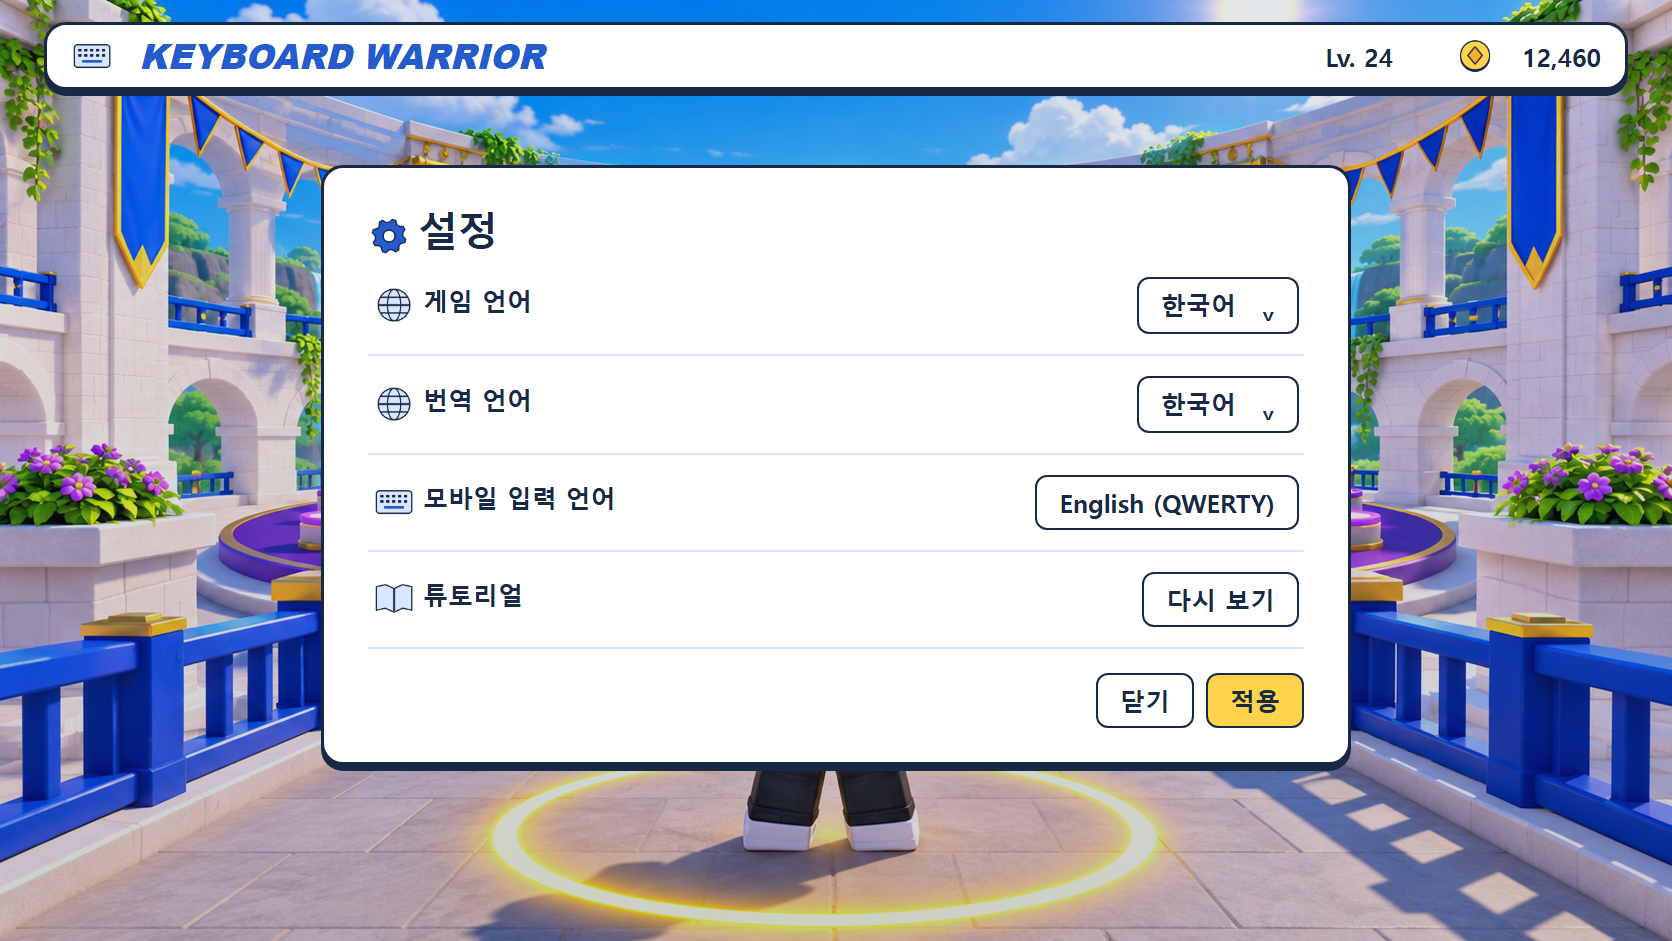 KEYBOARD WARRIOR
Lv. 24
12,460
설정
게임 언어
한국어 v
번역 언어
한국어 v
모바일 입력 언어
English (QWERTY)
튜토리얼
다시 보기
닫기
적용